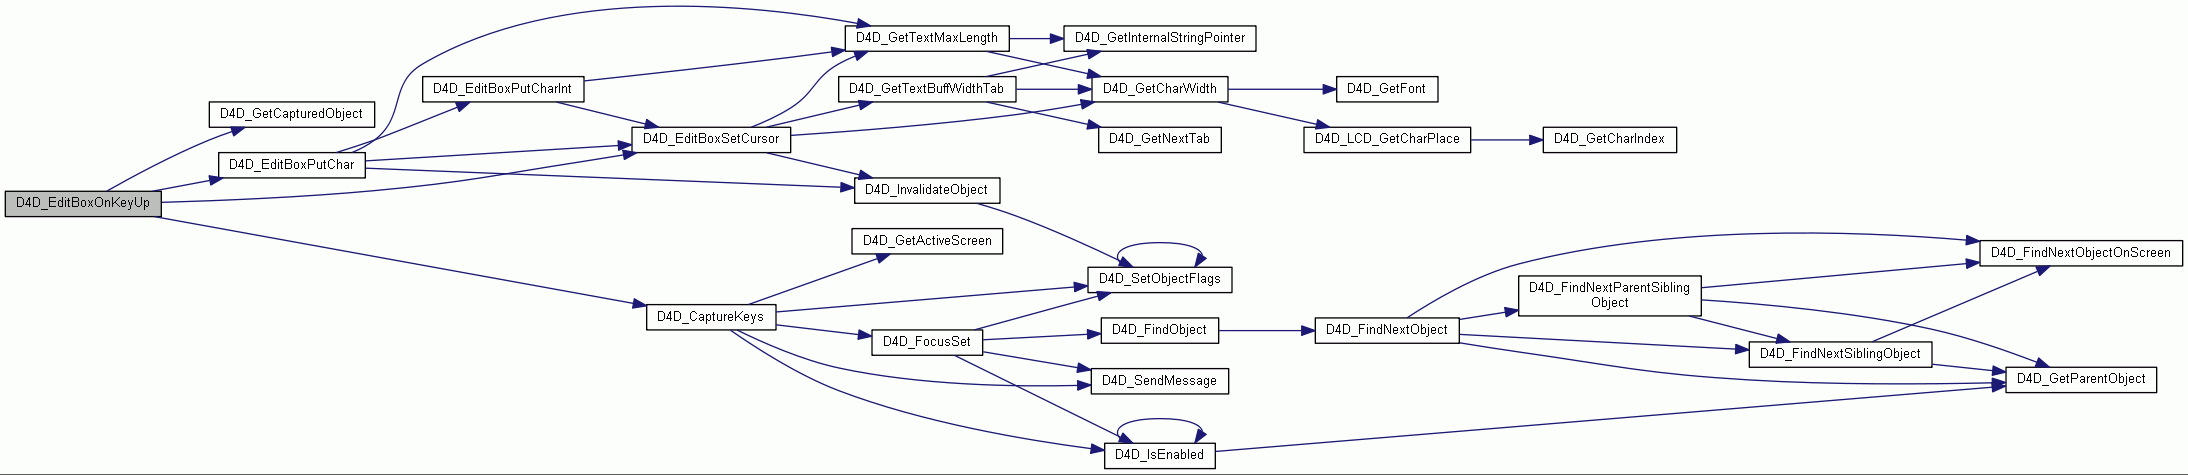 D4D_GetTextMaxLength
D4D_GetInternalStringPointer
D4D_EditBoxPutCharInt
D4D_GetTextBuffWidthTab
D4D_GetCharWidth
D4D_GetFont
D4D_GetCapturedObject
D4D_EditBoxSetCursor
D4D_GetNextTab
D4D_LCD_GetCharPlace
D4D_GetCharIndex
D4D_EditBoxPutChar
D4D_InvalidateObject
D4D_EditBoxOnKeyUp
D4D_GetActiveScreen
D4D_FindNextObjectOnScreen
D4D_SetObjectFlags
D4D_FindNextParentSibling
Object
D4D_CaptureKeys
D4D_FocusSet
D4D_FindObject
D4D_FindNextObject
D4D_FindNextSiblingObject
D4D_SendMessage
D4D_GetParentObject
D4D_IsEnabled